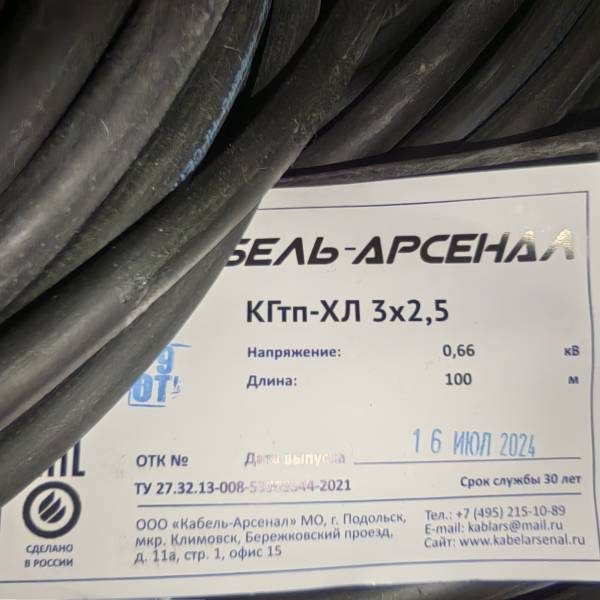 БЕЛЬ-АРСЕНАЛ
КГтп-ХЛ 3х2,5
Напряжение: 0,66 кВ
Длина: 100 м
ОТК № Дата выпуска 16 ИЮЛ 2024
ТУ 27.32.13-008- -2021 Срок службы 30 лет
ООО «Кабель-Арсенал» МО, г. Подольск,
мкр. Климовск, Бережковский проезд,
д. 11а, стр. 1, офис 15
Тел.: +7 (495) 215-10-89
E-mail: kablars@mail.ru
Сайт: www.kabelarsenal.ru
СДЕЛАНО
В РОССИИ